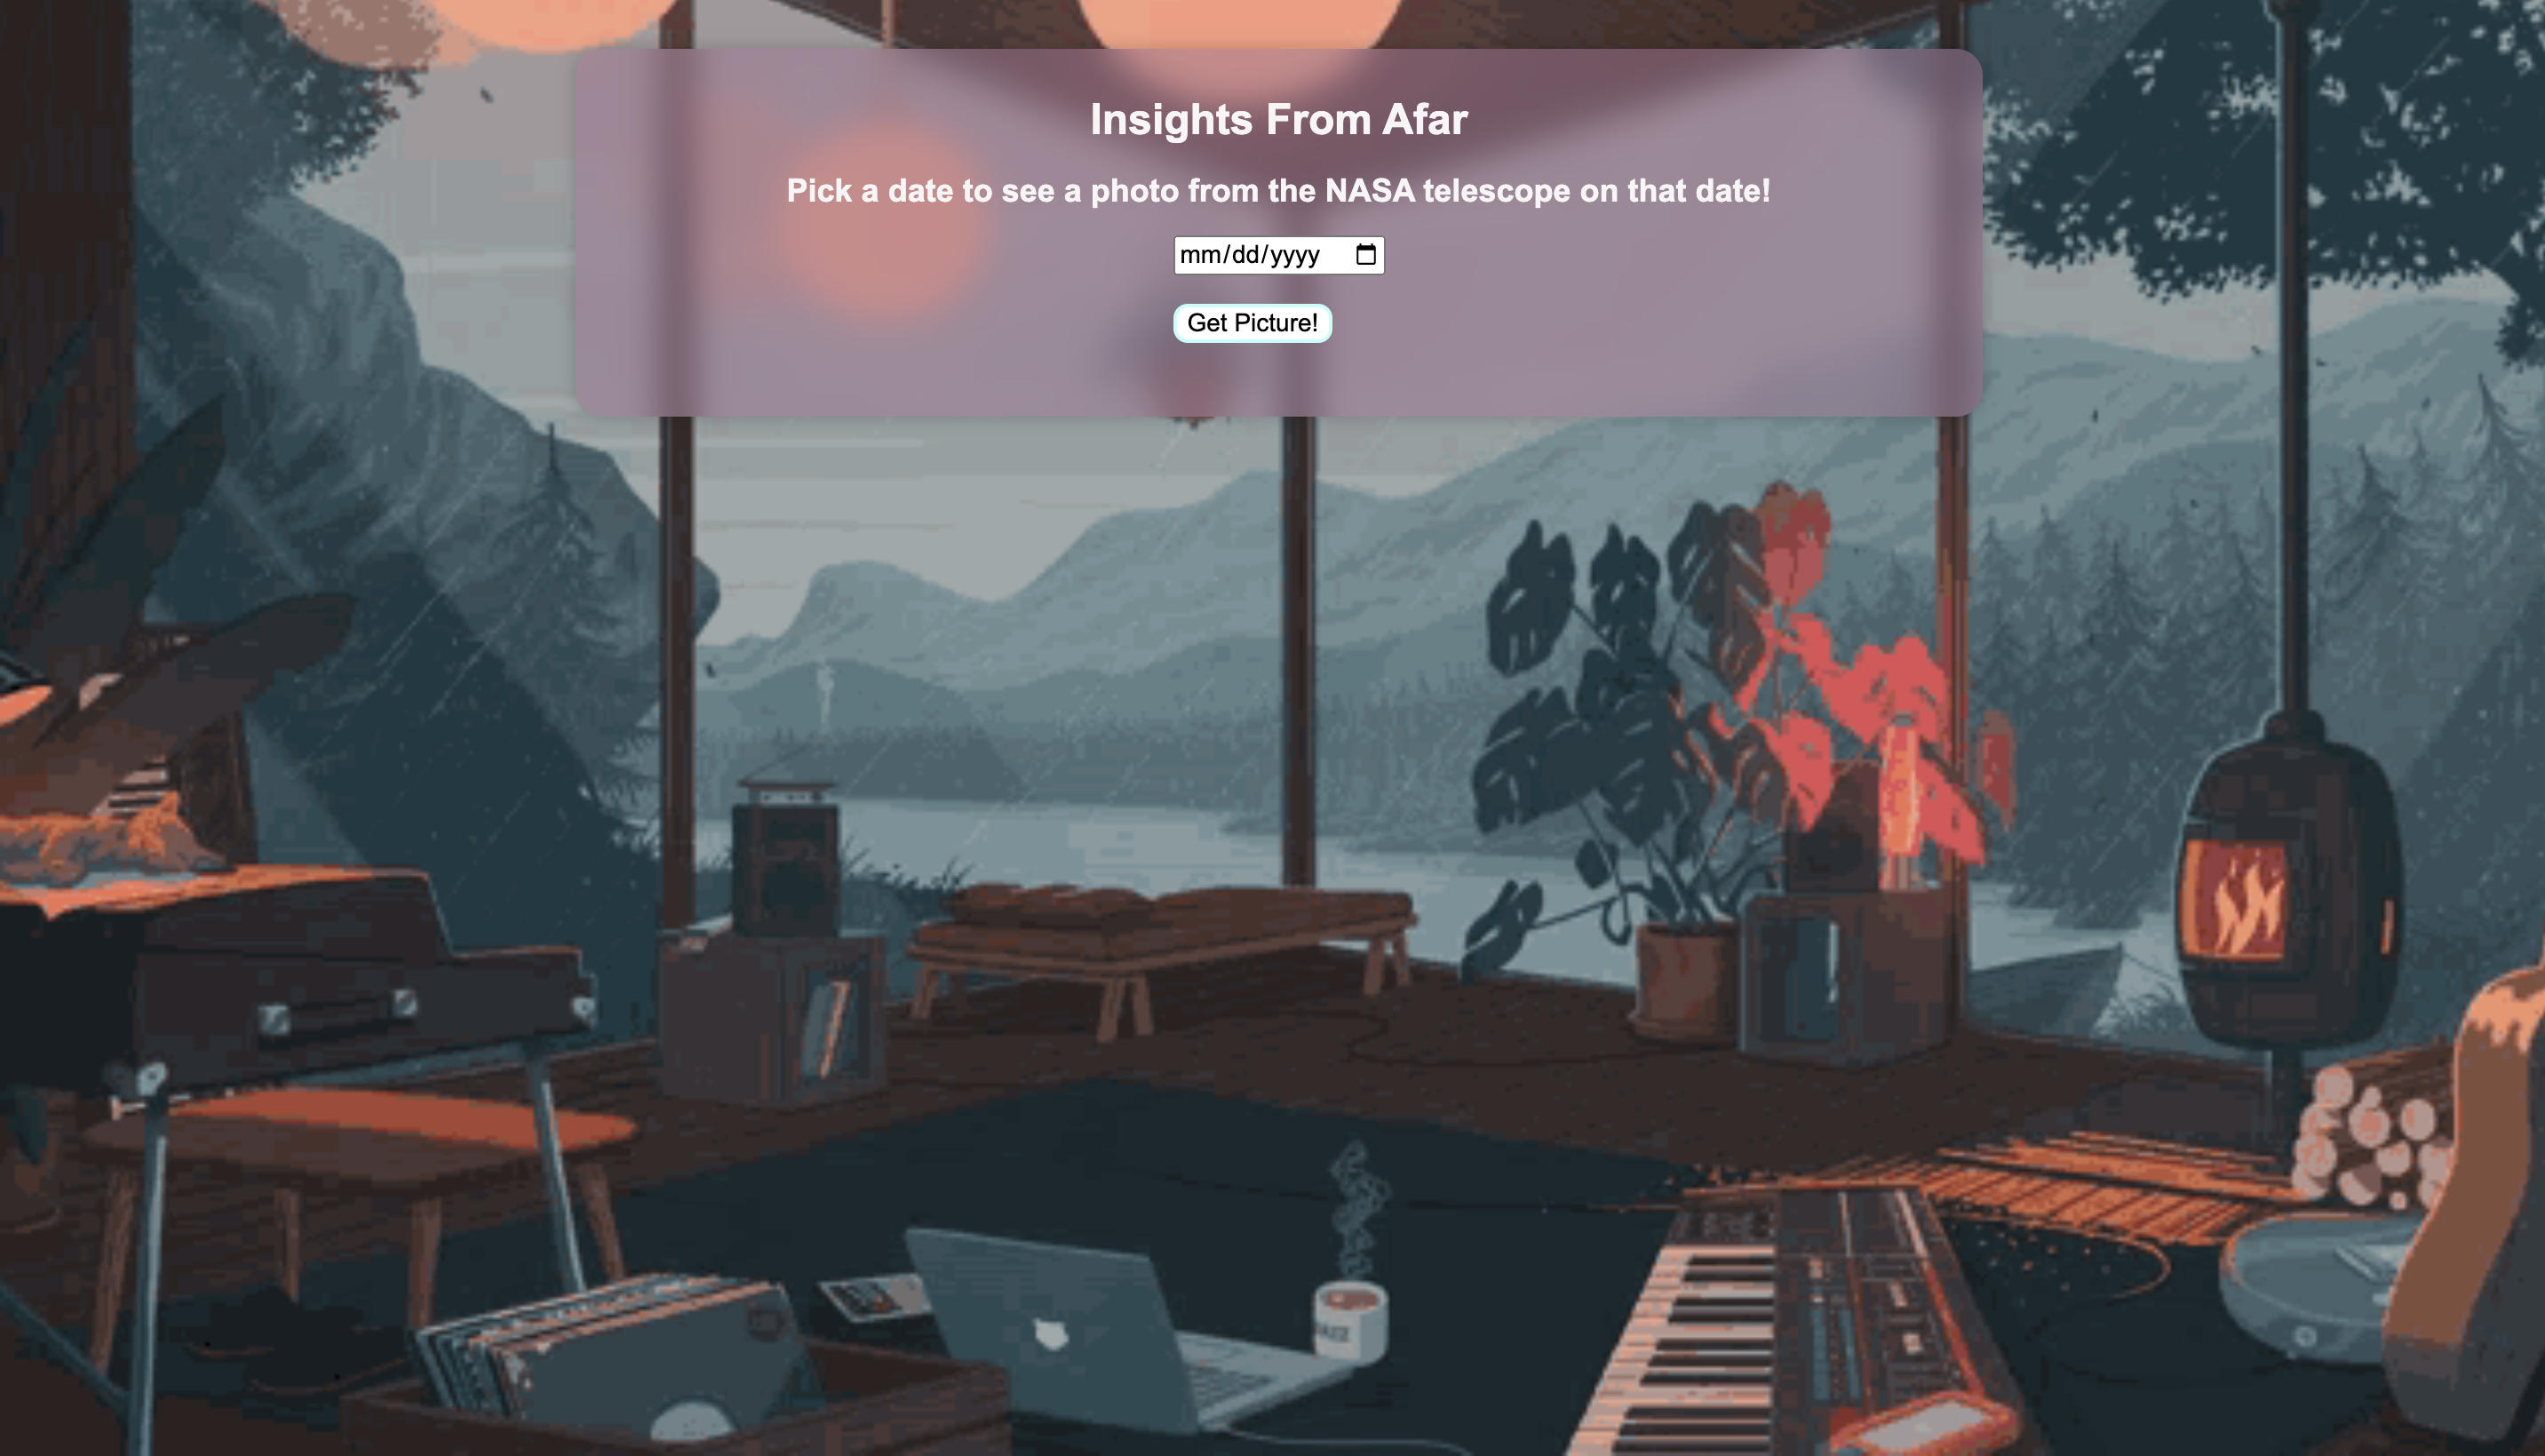 Insights From Afar
Pick a date to see a photo from the NASA telescope on that date!
mm/dd/yyyy
Get Picture!
JAZZ